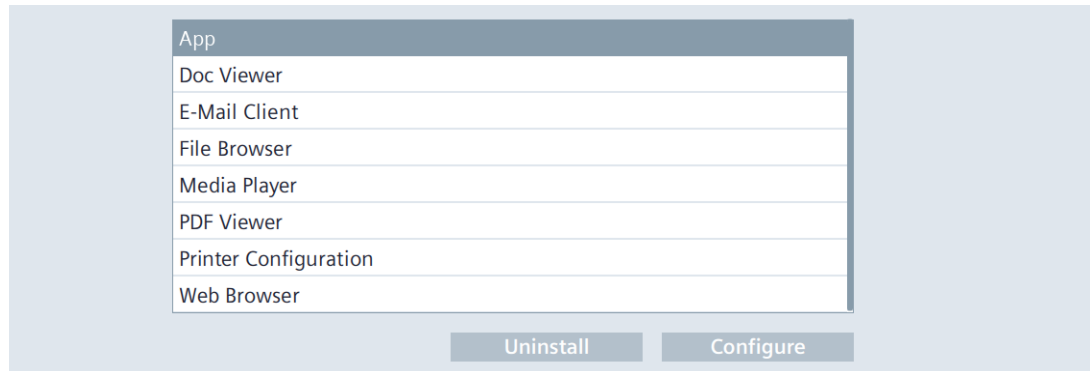 App
Doc Viewer
E-Mail Client
File Browser
Media Player
PDF Viewer
Printer Configuration
Web Browser
Uninstall Configure